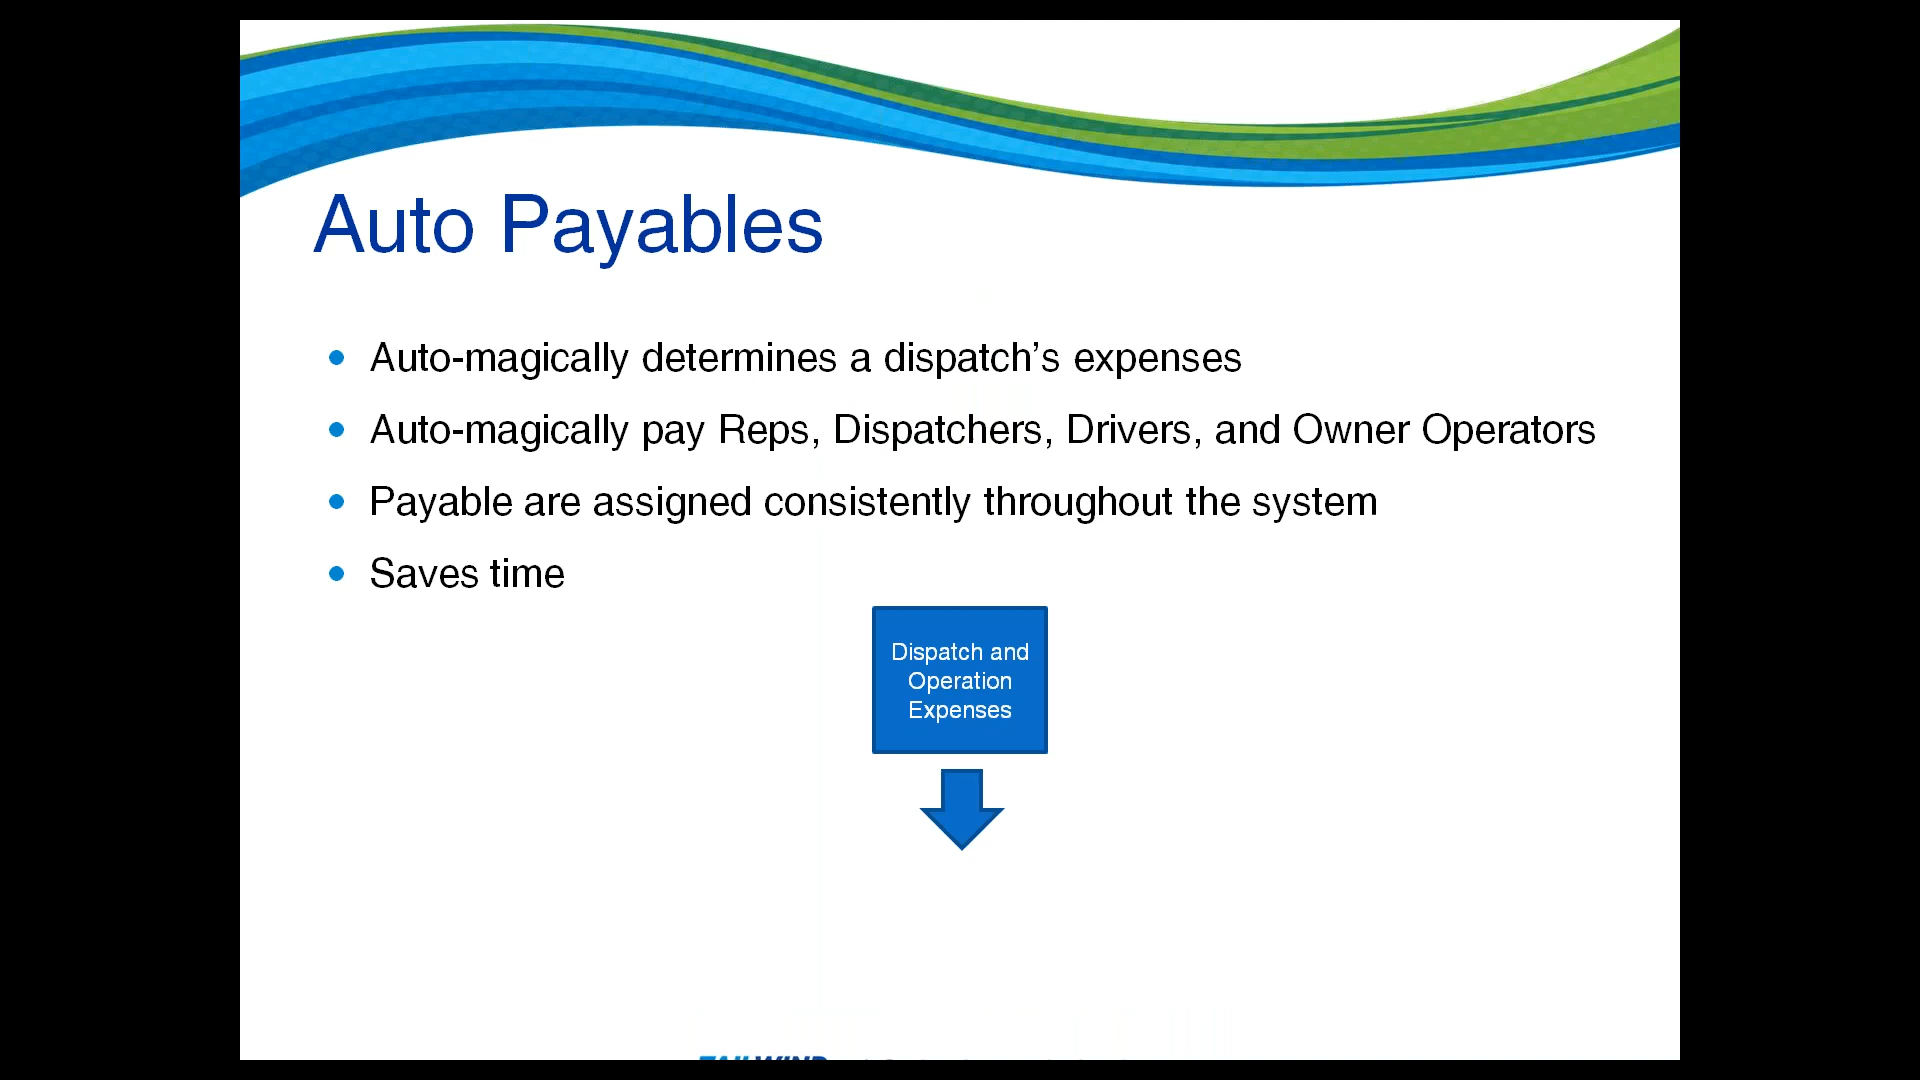 Auto Payables
• Auto-magically determines a dispatch’s expenses
• Auto-magically pay Reps, Dispatchers, Drivers, and Owner Operators
• Payable are assigned consistently throughout the system
• Saves time
Dispatch and
Operation
Expenses